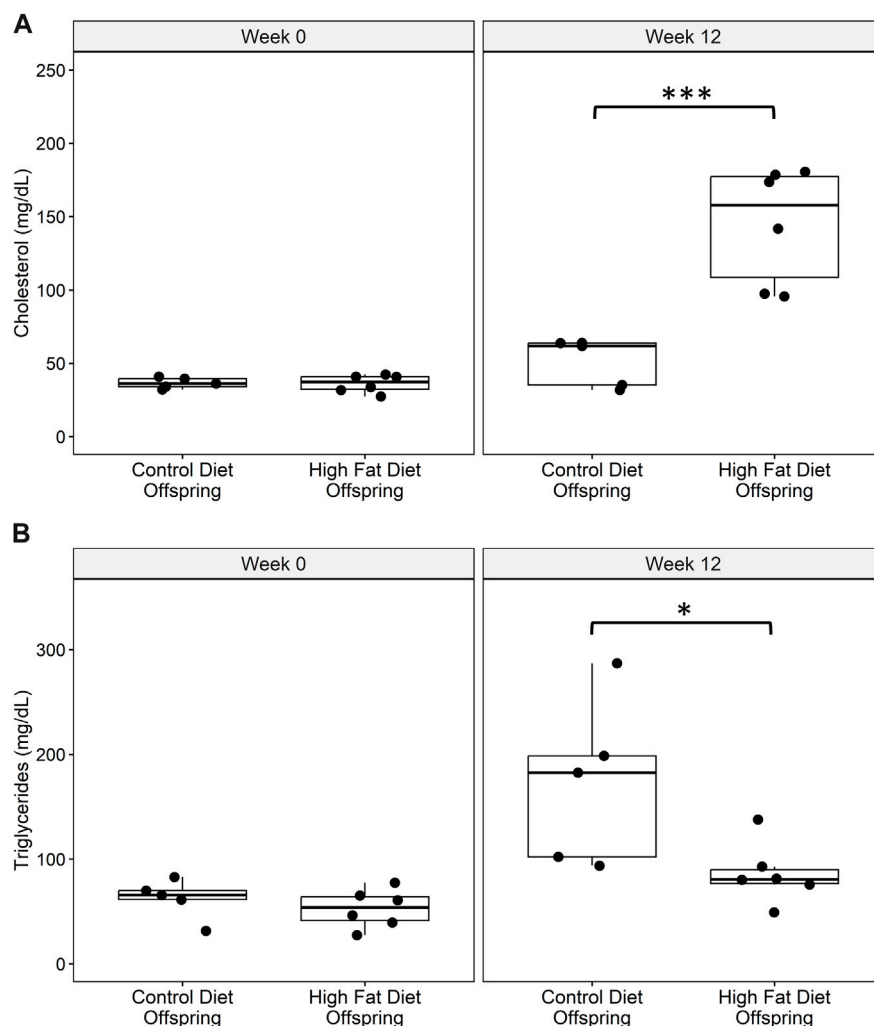 A
Week 0
Week 12
Cholesterol (mg/dL)
250
200
150
100
50
0
***
Control Diet
Offspring
High Fat Diet
Offspring
Control Diet
Offspring
High Fat Diet
Offspring
B
Week 0
Week 12
Triglycerides (mg/dL)
300
200
100
0
*
Control Diet
Offspring
High Fat Diet
Offspring
Control Diet
Offspring
High Fat Diet
Offspring